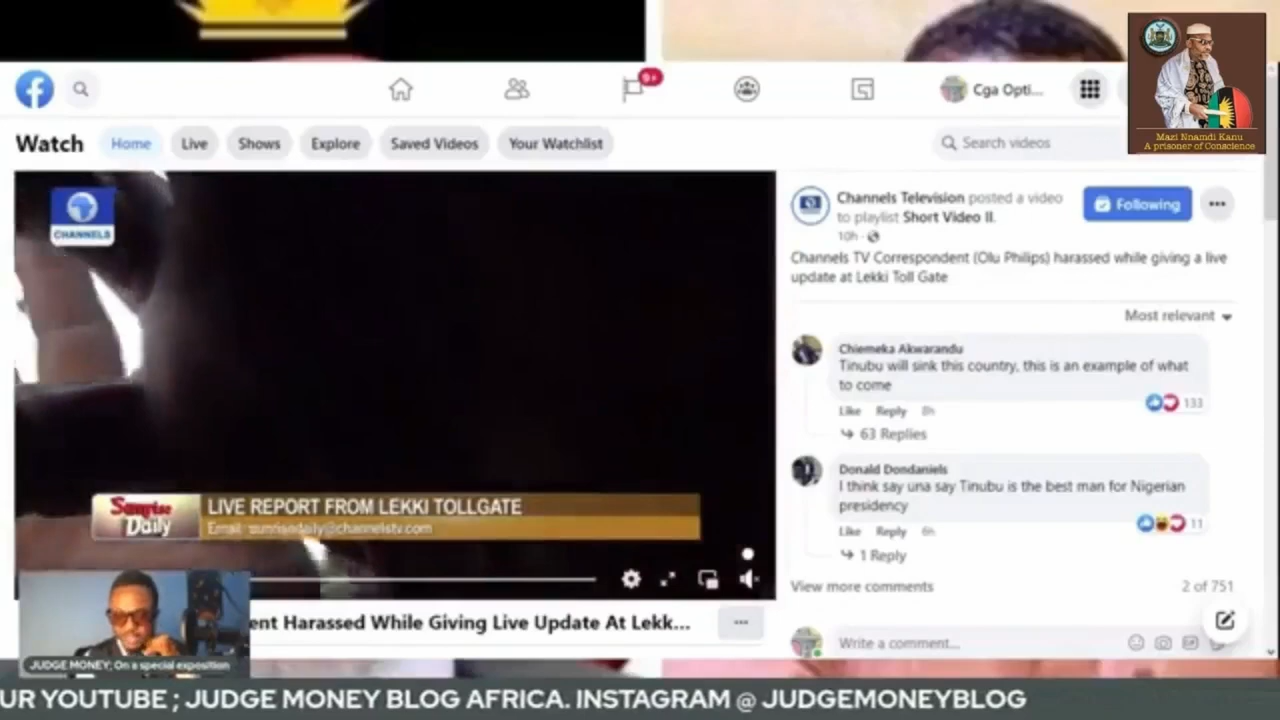 9+
Cga Opti...
Mazi Nnamdi Kanu
A prisoner of Conscience
Watch
Home
Live
Shows
Explore
Saved Videos
Your Watchlist
Search videos
CHANNELS
Channels Television posted a video
to playlist Short Video II.
10h
Following
Channels TV Correspondent (Olu Philips) harassed while giving a live
update at Lekki Toll Gate
Most relevant
Chiemeka Akwarandu
Tinubu will sink this country, this is an example of what
to come
133
Like Reply 8h
63 Replies
Donald Dondaniels
I think say una say Tinubu is the best man for Nigerian
presidency
11
Like Reply 6h
1 Reply
View more comments
2 of 751
Write a comment...
Sunrise
Daily
LIVE REPORT FROM LEKKI TOLLGATE
Email: sunrisedaily@channelstv.com
ent Harassed While Giving Live Update At Lekk...
JUDGE MONEY; On a special exposition
UR YOUTUBE ; JUDGE MONEY BLOG AFRICA. INSTAGRAM @ JUDGEMONEYBLOG